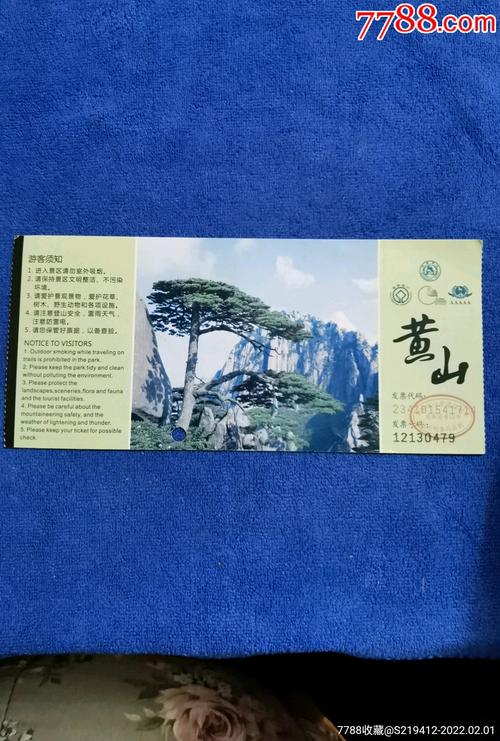 7788.com
游客须知
1. 进入景区请勿室外吸烟。
2. 请保持景区文明整洁、不污染
环境。
3. 请爱护景观景物，爱护花草、
树木、野生动物和各项设施。
4. 请注意登山安全，雷雨天气，
注意防雷电。
5. 请您保管好票据，以备查验。
NOTICE TO VISITORS
1. Outdoor smoking while traveling on
trails is prohibited in the park.
2. Please keep the park tidy and clean
without polluting the environment.
3. Please protect the
landscapes,sceneries,flora and fauna
and the tourist facilities.
4. Please be careful about the
mountaineering safety, and the
weather of lightening and thunder.
5. Please keep your ticket for possible
check.
AAAAA
黄山
发票代码:
23410154171
发票号码:
12130479
7788收藏@S219412-2022.02.01